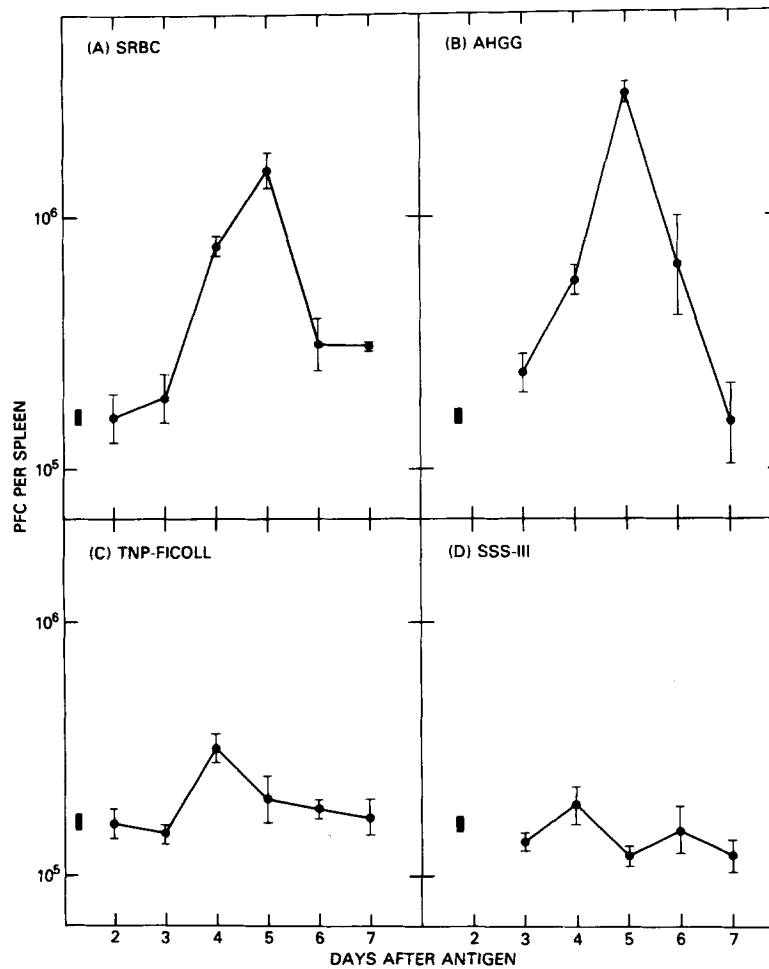 (A) SRBC
(B) AHGG
10⁶
10⁵
PFC PER SPLEEN
(C) TNP-FICOLL
(D) SSS-III
10⁶
10⁵
2 3 4 5 6 7 2 3 4 5 6 7
DAYS AFTER ANTIGEN